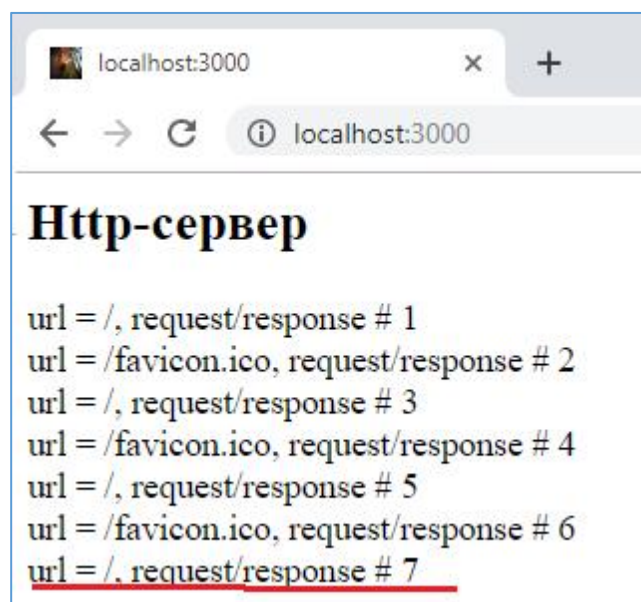 localhost:3000
localhost:3000
Http-сервер
url = /, request/response # 1
url = /favicon.ico, request/response # 2
url = /, request/response # 3
url = /favicon.ico, request/response # 4
url = /, request/response # 5
url = /favicon.ico, request/response # 6
url = /, request/response # 7